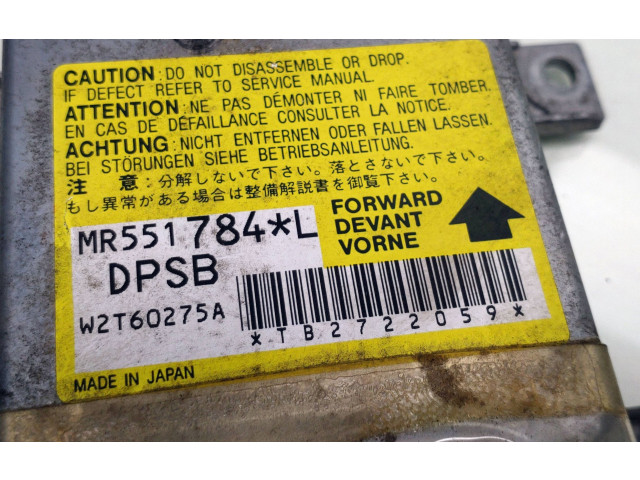 CAUTION: DO NOT DISASSEMBLE OR DROP.
IF DEFECT REFER TO SERVICE MANUAL.
ATTENTION: NE PAS DÉMONTER NI FAIRE TOMBER.
EN CAS DE DÉFAILLANCE CONSULTER LA NOTICE.
ACHTUNG: NICHT ENTFERNEN ODER FALLEN LASSEN.
BEI STÖRUNGEN SIEHE BETRIEBSANLEITUNG.
注 意:分解しないで下さい。落とさないで下さい。
もし異常がある場合は整備解説書を御覧下さい。
MR551784*L
DPSB
W2T60275A
FORWARD
DEVANT
VORNE
*TB2722059*
MADE IN JAPAN